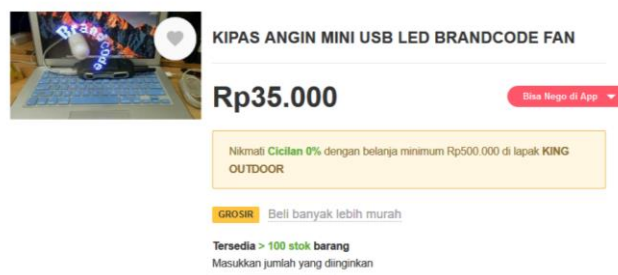 Brandcode
KIPAS ANGIN MINI USB LED BRANDCODE FAN
Rp35.000
Bisa Nego di App
Nikmati Cicilan 0% dengan belanja minimum Rp500.000 di lapak KING
OUTDOOR
GROSIR Beli banyak lebih murah
Tersedia > 100 stok barang
Masukkan jumlah yang diinginkan